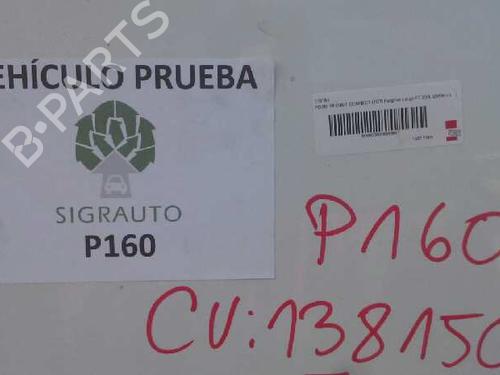 B-PARTS
EHÍCULO PRUEBA
SIGRAUTO
P160
P160
CV:138150